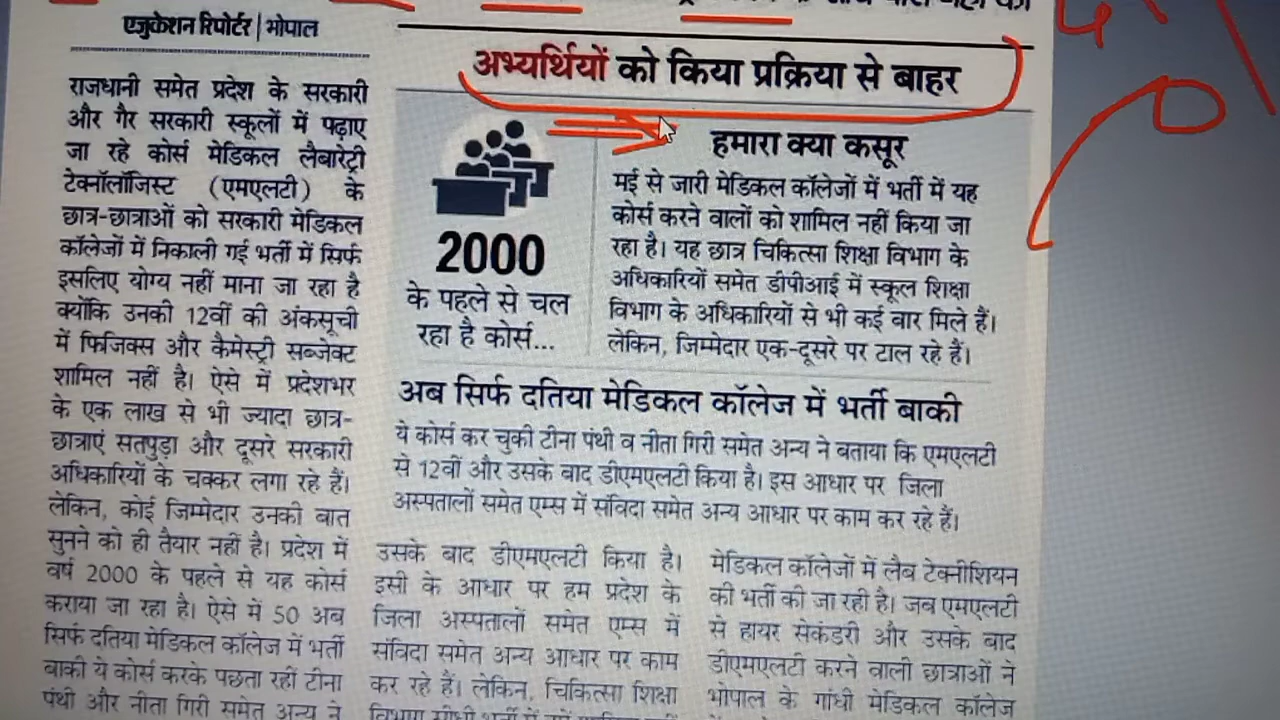 एजुकेशन रिपोर्टर | भोपाल
राजधानी समेत प्रदेश के सरकारी
और गैर सरकारी स्कूलों में पढ़ाए
जा रहे कोर्स मेडिकल लैबारेट्री
टेक्नॉलॉजिस्ट (एमएलटी) के
छात्र-छात्राओं को सरकारी मेडिकल
कॉलेजों में निकाली गई भर्ती में सिर्फ
इसलिए योग्य नहीं माना जा रहा है
क्योंकि उनकी 12वीं की अंकसूची
में फिजिक्स और कैमेस्ट्री सब्जेक्ट
शामिल नहीं है। ऐसे में प्रदेशभर
के एक लाख से भी ज्यादा छात्र-
छात्राएं सतपुड़ा और दूसरे सरकारी
अधिकारियों के चक्कर लगा रहे हैं।
लेकिन, कोई जिम्मेदार उनकी बात
सुनने को ही तैयार नहीं है। प्रदेश में
वर्ष 2000 के पहले से यह कोर्स
कराया जा रहा है। ऐसे में 50 अब
सिर्फ दतिया मेडिकल कॉलेज में भर्ती
बाकी ये कोर्स करके पछता रहीं टीना
पंथी और नीता गिरी समेत अन्य ने
अभ्यर्थियों को किया प्रक्रिया से बाहर
2000
के पहले से चल
रहा है कोर्स...
हमारा क्या कसूर
मई से जारी मेडिकल कॉलेजों में भर्ती में यह
कोर्स करने वालों को शामिल नहीं किया जा
रहा है। यह छात्र चिकित्सा शिक्षा विभाग के
अधिकारियों समेत डीपीआई में स्कूल शिक्षा
विभाग के अधिकारियों से भी कई बार मिले हैं।
लेकिन, जिम्मेदार एक-दूसरे पर टाल रहे हैं।
अब सिर्फ दतिया मेडिकल कॉलेज में भर्ती बाकी
ये कोर्स कर चुकी टीना पंथी व नीता गिरी समेत अन्य ने बताया कि एमएलटी
से 12वीं और उसके बाद डीएमएलटी किया है। इस आधार पर जिला
अस्पतालों समेत एम्स में संविदा समेत अन्य आधार पर काम कर रहे हैं।
उसके बाद डीएमएलटी किया है।
इसी के आधार पर हम प्रदेश के
जिला अस्पतालों समेत एम्स में
संविदा समेत अन्य आधार पर काम
कर रहे हैं। लेकिन, चिकित्सा शिक्षा
मेडिकल कॉलेजों में लैब टेक्नीशियन
की भर्ती की जा रही है। जब एमएलटी
से हायर सेकंडरी और उसके बाद
डीएमएलटी करने वाली छात्राओं ने
भोपाल के गांधी मेडिकल कॉलेज